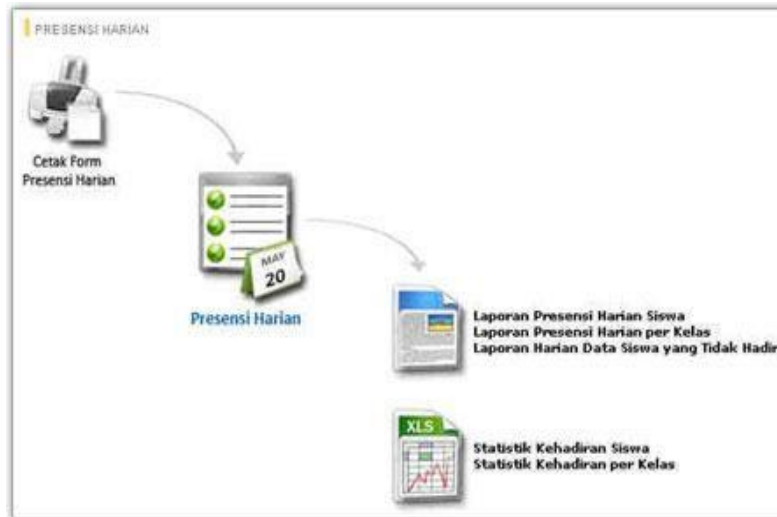 PRESENSI HARIAN
Cetak Form
Presensi Harian
MAY
20
Presensi Harian
Laporan Presensi Harian Siswa
Laporan Presensi Harian per Kelas
Laporan Harian Data Siswa yang Tidak Hadir
XLS
Statistik Kehadiran Siswa
Statistik Kehadiran per Kelas